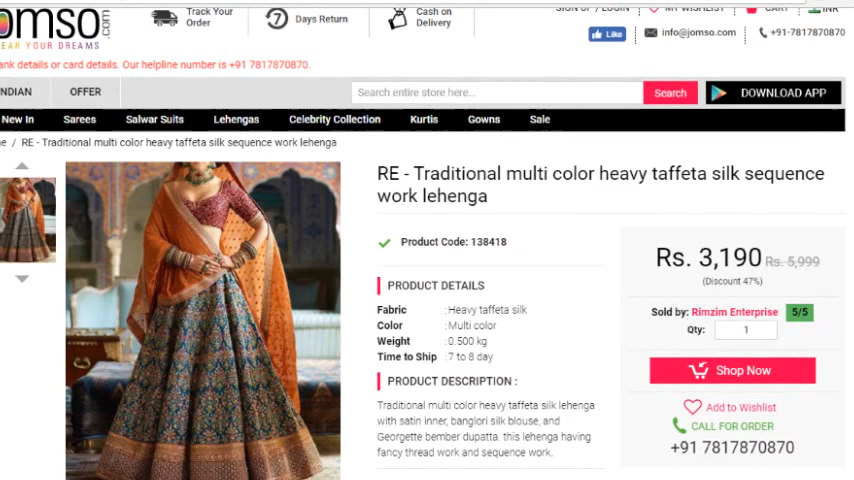 Track Your
Order
7 Days Return
Cash on
Delivery
MY WISHLIST
CART
INR
omso.com
EAR YOUR DREAMS
Like
info@jomso.com
+91-7817870870
ank details or card details. Our helpline number is +91 7817870870.
NDIAN
OFFER
Search entire store here...
Search
DOWNLOAD APP
New In
Sarees
Salwar Suits
Lehengas
Celebrity Collection
Kurtis
Gowns
Sale
e / RE - Traditional multi color heavy taffeta silk sequence work lehenga
RE - Traditional multi color heavy taffeta silk sequence
work lehenga
Product Code: 138418
Rs. 3,190 Rs. 5,999
(Discount 47%)
PRODUCT DETAILS
Fabric : Heavy taffeta silk
Color : Multi color
Weight : 0.500 kg
Time to Ship : 7 to 8 day
Sold by: Rimzim Enterprise 5/5
Qty: 1
Shop Now
PRODUCT DESCRIPTION :
Traditional multi color heavy taffeta silk lehenga
with satin inner, banglori silk blouse, and
Georgette bember dupatta. this lehenga having
fancy thread work and sequence work.
Add to Wishlist
CALL FOR ORDER
+91 7817870870